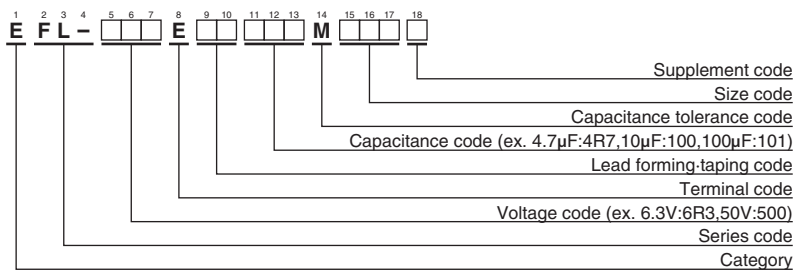 1 2 3 4 5 6 7 8 9 10 11 12 13 14 15 16 17 18
E F L – □□□ E □□ □□□ M □□□ □
Supplement code
Size code
Capacitance tolerance code
Capacitance code (ex. 4.7μF:4R7,10μF:100,100μF:101)
Lead forming·taping code
Terminal code
Voltage code (ex. 6.3V:6R3,50V:500)
Series code
Category